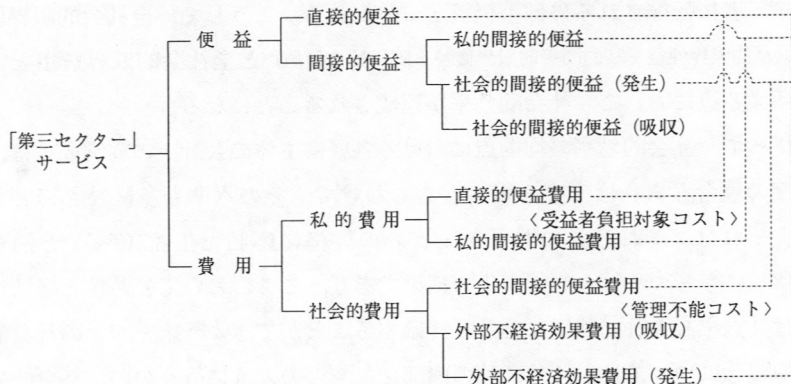 直接的便益
便 益
間接的便益
私的間接的便益
社会的間接的便益（発生）
社会的間接的便益（吸収）
「第三セクター」
サービス
直接的便益費用
私的費用
〈受益者負担対象コスト〉
私的間接的便益費用
費 用
社会的間接的便益費用
社会的費用
〈管理不能コスト〉
外部不経済効果費用（吸収）
外部不経済効果費用（発生）